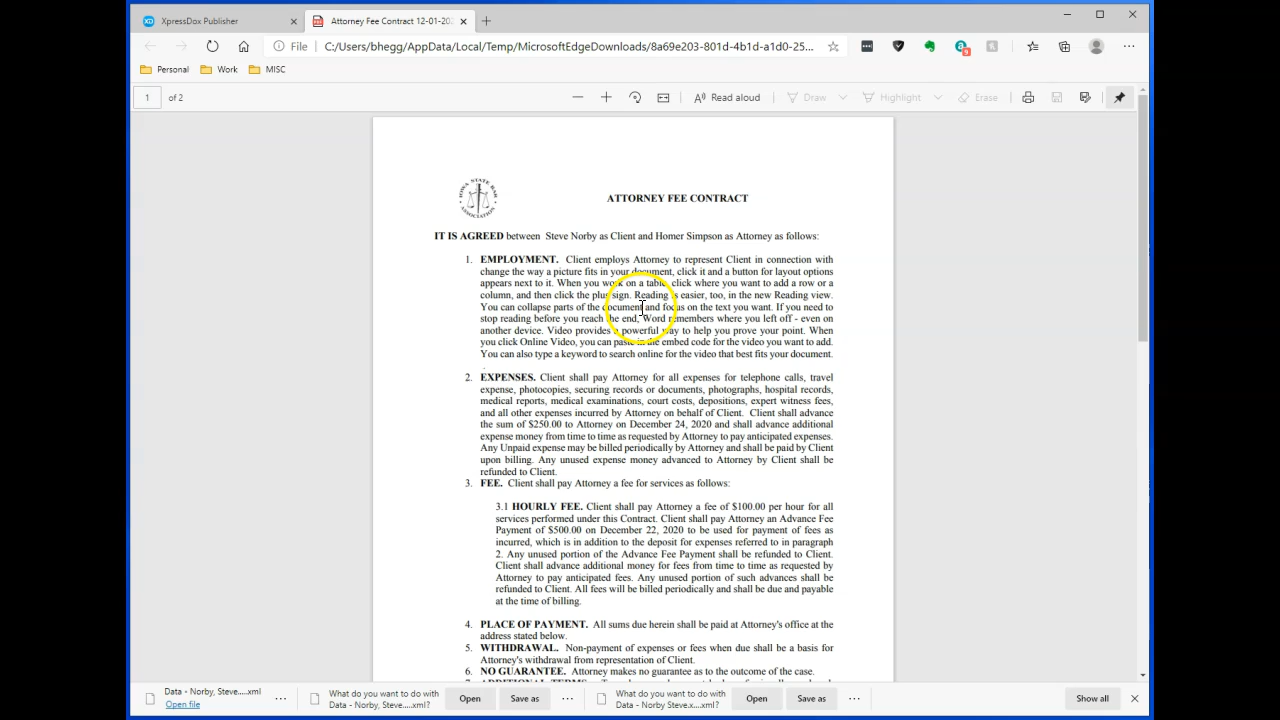 XpressDox Publisher
Attorney Fee Contract 12-01-202
File
C:/Users/bhegg/AppData/Local/Temp/MicrosoftEdgeDownloads/8a69e203-801d-4b1d-a1d0-25...
9
Personal
Work
MISC
1 of 2
Read aloud
Draw
Highlight
Erase
IOWA STATE BAR ASSOCIATION
ATTORNEY FEE CONTRACT
IT IS AGREED between Steve Norby as Client and Homer Simpson as Attorney as follows:
1. EMPLOYMENT. Client employs Attorney to represent Client in connection with
change the way a picture fits in your document, click it and a button for layout options
appears next to it. When you work on a table, click where you want to add a row or a
column, and then click the plus sign. Reading is easier, too, in the new Reading view.
You can collapse parts of the document and focus on the text you want. If you need to
stop reading before you reach the end, Word remembers where you left off - even on
another device. Video provides a powerful way to help you prove your point. When
you click Online Video, you can paste in the embed code for the video you want to add.
You can also type a keyword to search online for the video that best fits your document.
.
2. EXPENSES. Client shall pay Attorney for all expenses for telephone calls, travel
expense, photocopies, securing records or documents, photographs, hospital records,
medical reports, medical examinations, court costs, depositions, expert witness fees,
and all other expenses incurred by Attorney on behalf of Client. Client shall advance
the sum of $250.00 to Attorney on December 24, 2020 and shall advance additional
expense money from time to time as requested by Attorney to pay anticipated expenses.
Any Unpaid expense may be billed periodically by Attorney and shall be paid by Client
upon billing. Any unused expense money advanced to Attorney by Client shall be
refunded to Client.
3. FEE. Client shall pay Attorney a fee for services as follows:
3.1 HOURLY FEE. Client shall pay Attorney a fee of $100.00 per hour for all
services performed under this Contract. Client shall pay Attorney an Advance Fee
Payment of $500.00 on December 22, 2020 to be used for payment of fees as
incurred, which is in addition to the deposit for expenses referred to in paragraph
2. Any unused portion of the Advance Fee Payment shall be refunded to Client.
Client shall advance additional money for fees from time to time as requested by
Attorney to pay anticipated fees. Any unused portion of such advances shall be
refunded to Client. All fees will be billed periodically and shall be due and payable
at the time of billing.
4. PLACE OF PAYMENT. All sums due herein shall be paid at Attorney's office at the
address stated below.
5. WITHDRAWAL. Non-payment of expenses or fees when due shall be a basis for
Attorney's withdrawal from representation of Client.
6. NO GUARANTEE. Attorney makes no guarantee as to the outcome of the case.
Data - Norby, Steve.....xml
Open file
What do you want to do with
Data - Norby, Steve....xml?
Open
Save as
What do you want to do with
Data - Norby Steve.x....xml?
Open
Save as
Show all